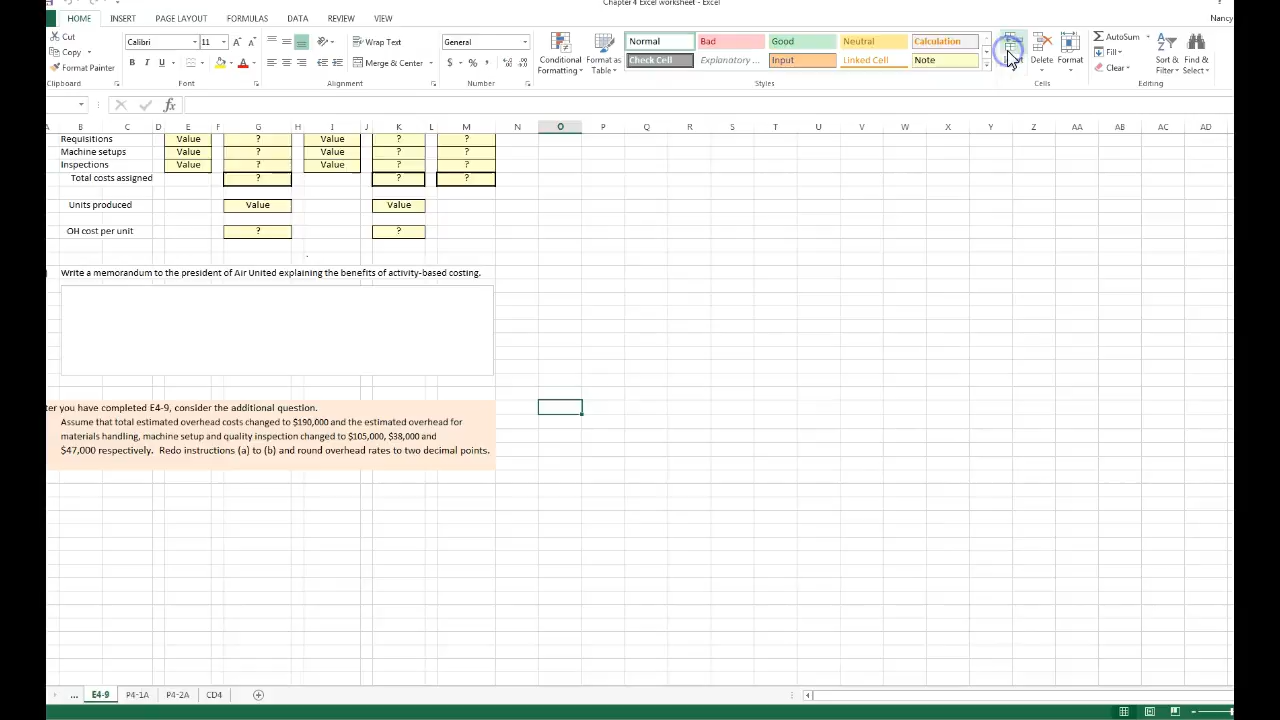 Chapter 4 Excel worksheet - Excel
HOME INSERT PAGE LAYOUT FORMULAS DATA REVIEW VIEW Nancy
Cut
Copy
Format Painter
Clipboard
Calibri 11
B I U A
Font
Wrap Text
Merge & Center
Alignment
General
$ % ,
Number
Conditional Formatting
Format as Table
Normal Bad Good Neutral Calculation
Check Cell Explanatory ... Input Linked Cell Note
Styles
Delete Format
Cells
AutoSum
Fill
Clear
Sort & Filter
Find & Select
Editing
fx
A B C D E F G H I J K L M N O P Q R S T U V W X Y Z AA AB AC AD
Requisitions Value ? Value ? ?
Machine setups Value ? Value ? ?
Inspections Value ? Value ? ?
Total costs assigned ? ? ?
Units produced Value Value
OH cost per unit ? ?
Write a memorandum to the president of Air United explaining the benefits of activity-based costing.
ter you have completed E4-9, consider the additional question.
Assume that total estimated overhead costs changed to $190,000 and the estimated overhead for
materials handling, machine setup and quality inspection changed to $105,000, $38,000 and
$47,000 respectively. Redo instructions (a) to (b) and round overhead rates to two decimal points.
... E4-9 P4-1A P4-2A CD4